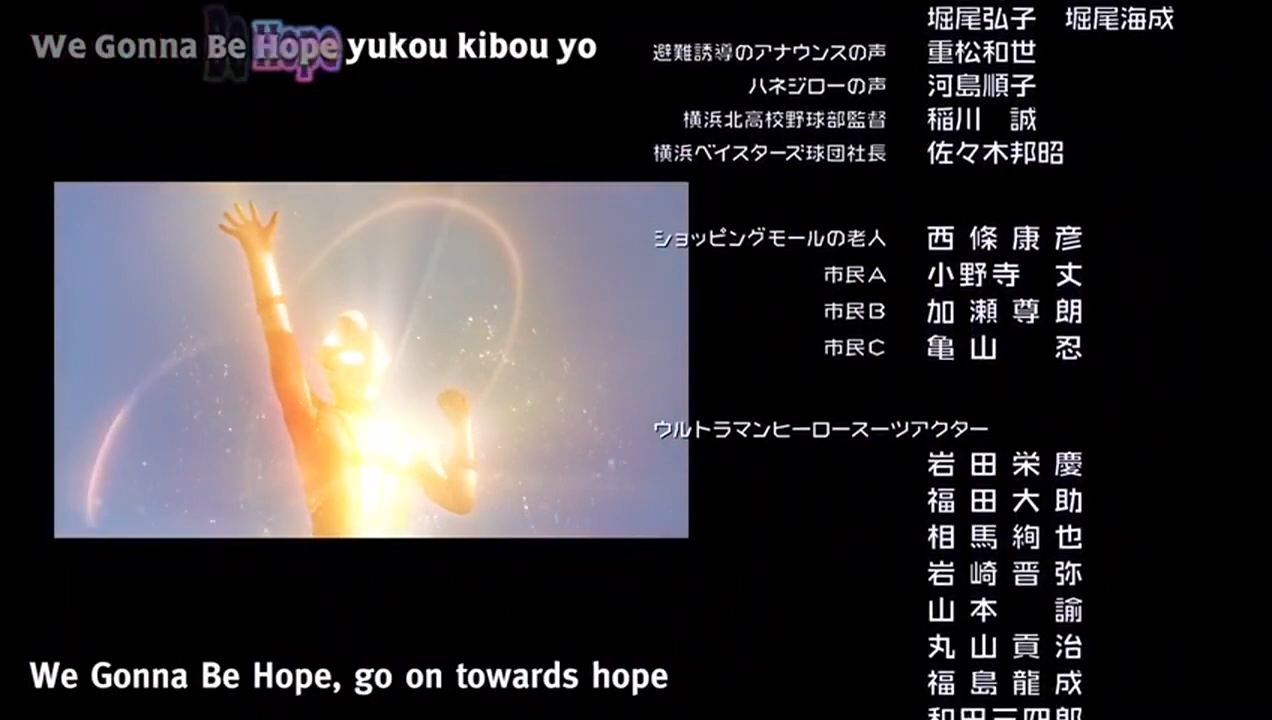 We Gonna Be Hope yukou kibou yo
堀尾弘子 堀尾海成
避難誘導のアナウンスの声 重松和世
ハネジローの声 河島順子
横浜北高校野球部監督 稲川 誠
横浜ベイスターズ球団社長 佐々木邦昭
ショッピングモールの老人 西條康彦
市民A 小野寺 丈
市民B 加瀬尊朗
市民C 亀山 忍
ウルトラマンヒーロースーツアクター
岩田栄慶
福田大助
相馬絢也
岩崎晋弥
山本 諭
丸山貢治
福島龍成
和田三四郎
We Gonna Be Hope, go on towards hope